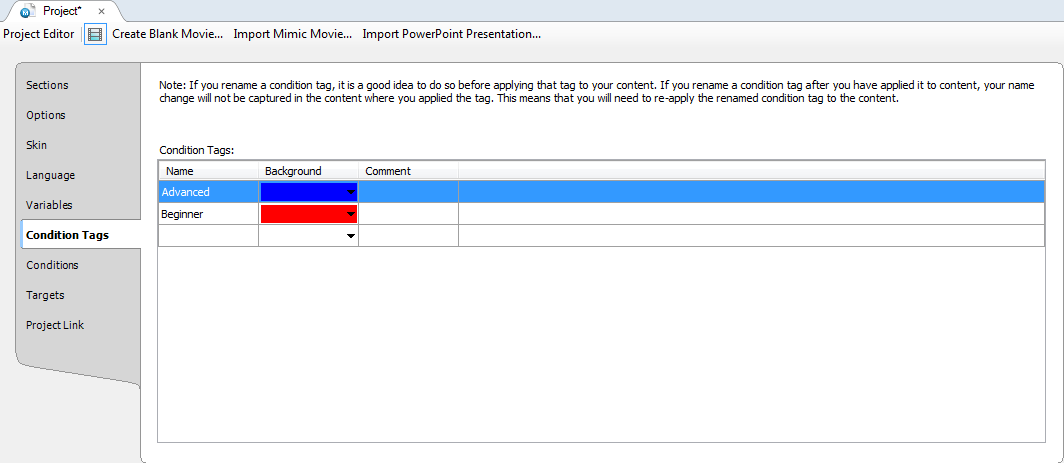 Project*
Project Editor Create Blank Movie... Import Mimic Movie... Import PowerPoint Presentation...
Sections
Options
Skin
Language
Variables
Condition Tags
Conditions
Targets
Project Link
Note: If you rename a condition tag, it is a good idea to do so before applying that tag to your content. If you rename a condition tag after you have applied it to content, your name
change will not be captured in the content where you applied the tag. This means that you will need to re-apply the renamed condition tag to the content.
Condition Tags:
Name Background Comment
Advanced
Beginner